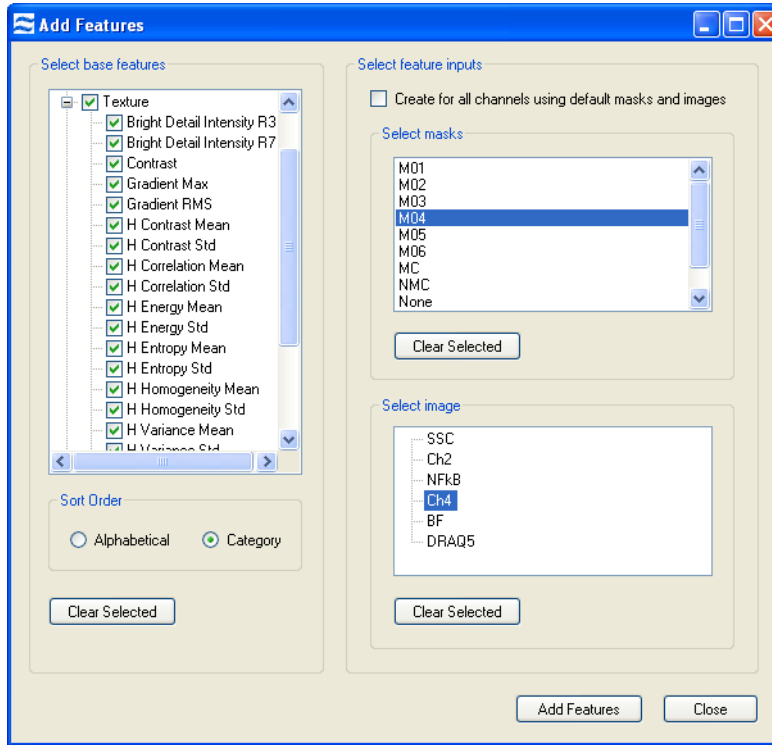 Add Features
Select base features
Texture
Bright Detail Intensity R3
Bright Detail Intensity R7
Contrast
Gradient Max
Gradient RMS
H Contrast Mean
H Contrast Std
H Correlation Mean
H Correlation Std
H Energy Mean
H Energy Std
H Entropy Mean
H Entropy Std
H Homogeneity Mean
H Homogeneity Std
H Variance Mean
H Variance Std
Sort Order
Alphabetical
Category
Clear Selected
Select feature inputs
Create for all channels using default masks and images
Select masks
M01
M02
M03
M04
M05
M06
MC
NMC
None
Clear Selected
Select image
SSC
Ch2
NFkB
Ch4
BF
DRAQ5
Clear Selected
Add Features
Close